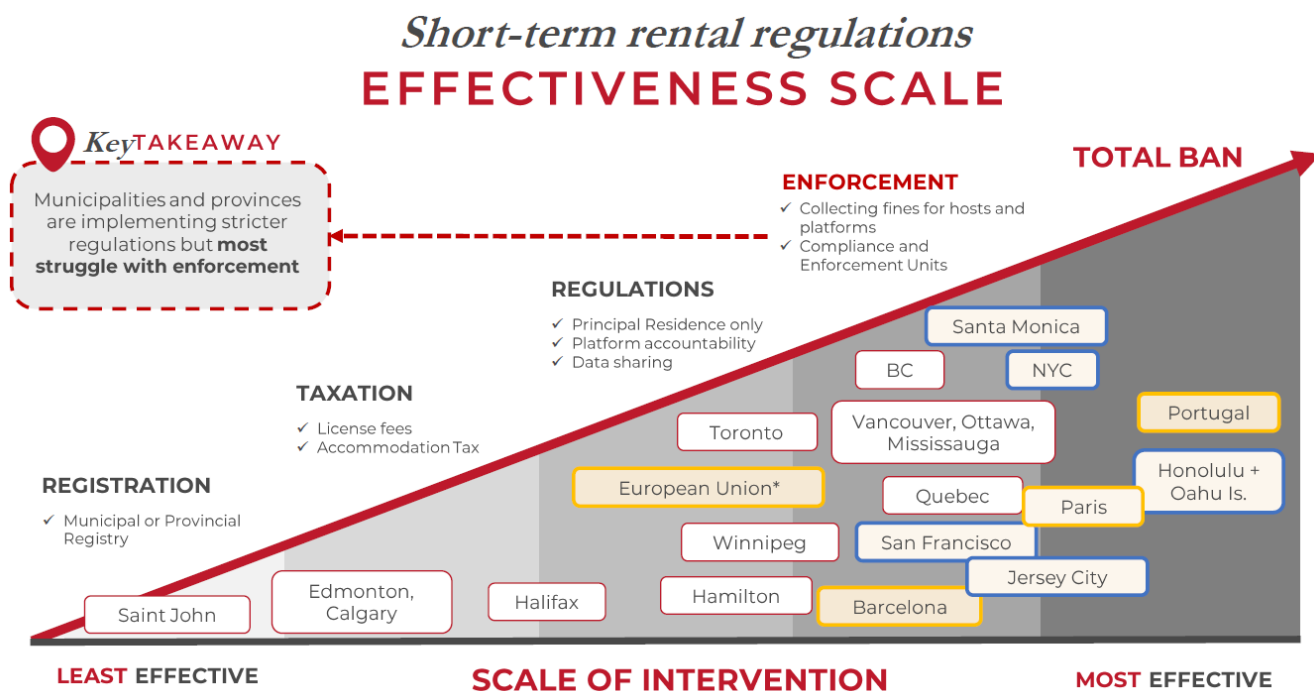 Short-term rental regulations
EFFECTIVENESS SCALE
Key TAKEAWAY
Municipalities and provinces
are implementing stricter
regulations but most
struggle with enforcement
TOTAL BAN
ENFORCEMENT
✓ Collecting fines for hosts and
platforms
✓ Compliance and
Enforcement Units
REGULATIONS
✓ Principal Residence only
✓ Platform accountability
✓ Data sharing
TAXATION
✓ License fees
✓ Accommodation Tax
REGISTRATION
✓ Municipal or Provincial
Registry
Santa Monica
BC
NYC
Portugal
Toronto
Vancouver, Ottawa,
Mississauga
Honolulu +
Oahu Is.
European Union*
Quebec
Paris
Winnipeg
San Francisco
Jersey City
Saint John
Edmonton,
Calgary
Halifax
Hamilton
Barcelona
LEAST EFFECTIVE
SCALE OF INTERVENTION
MOST EFFECTIVE